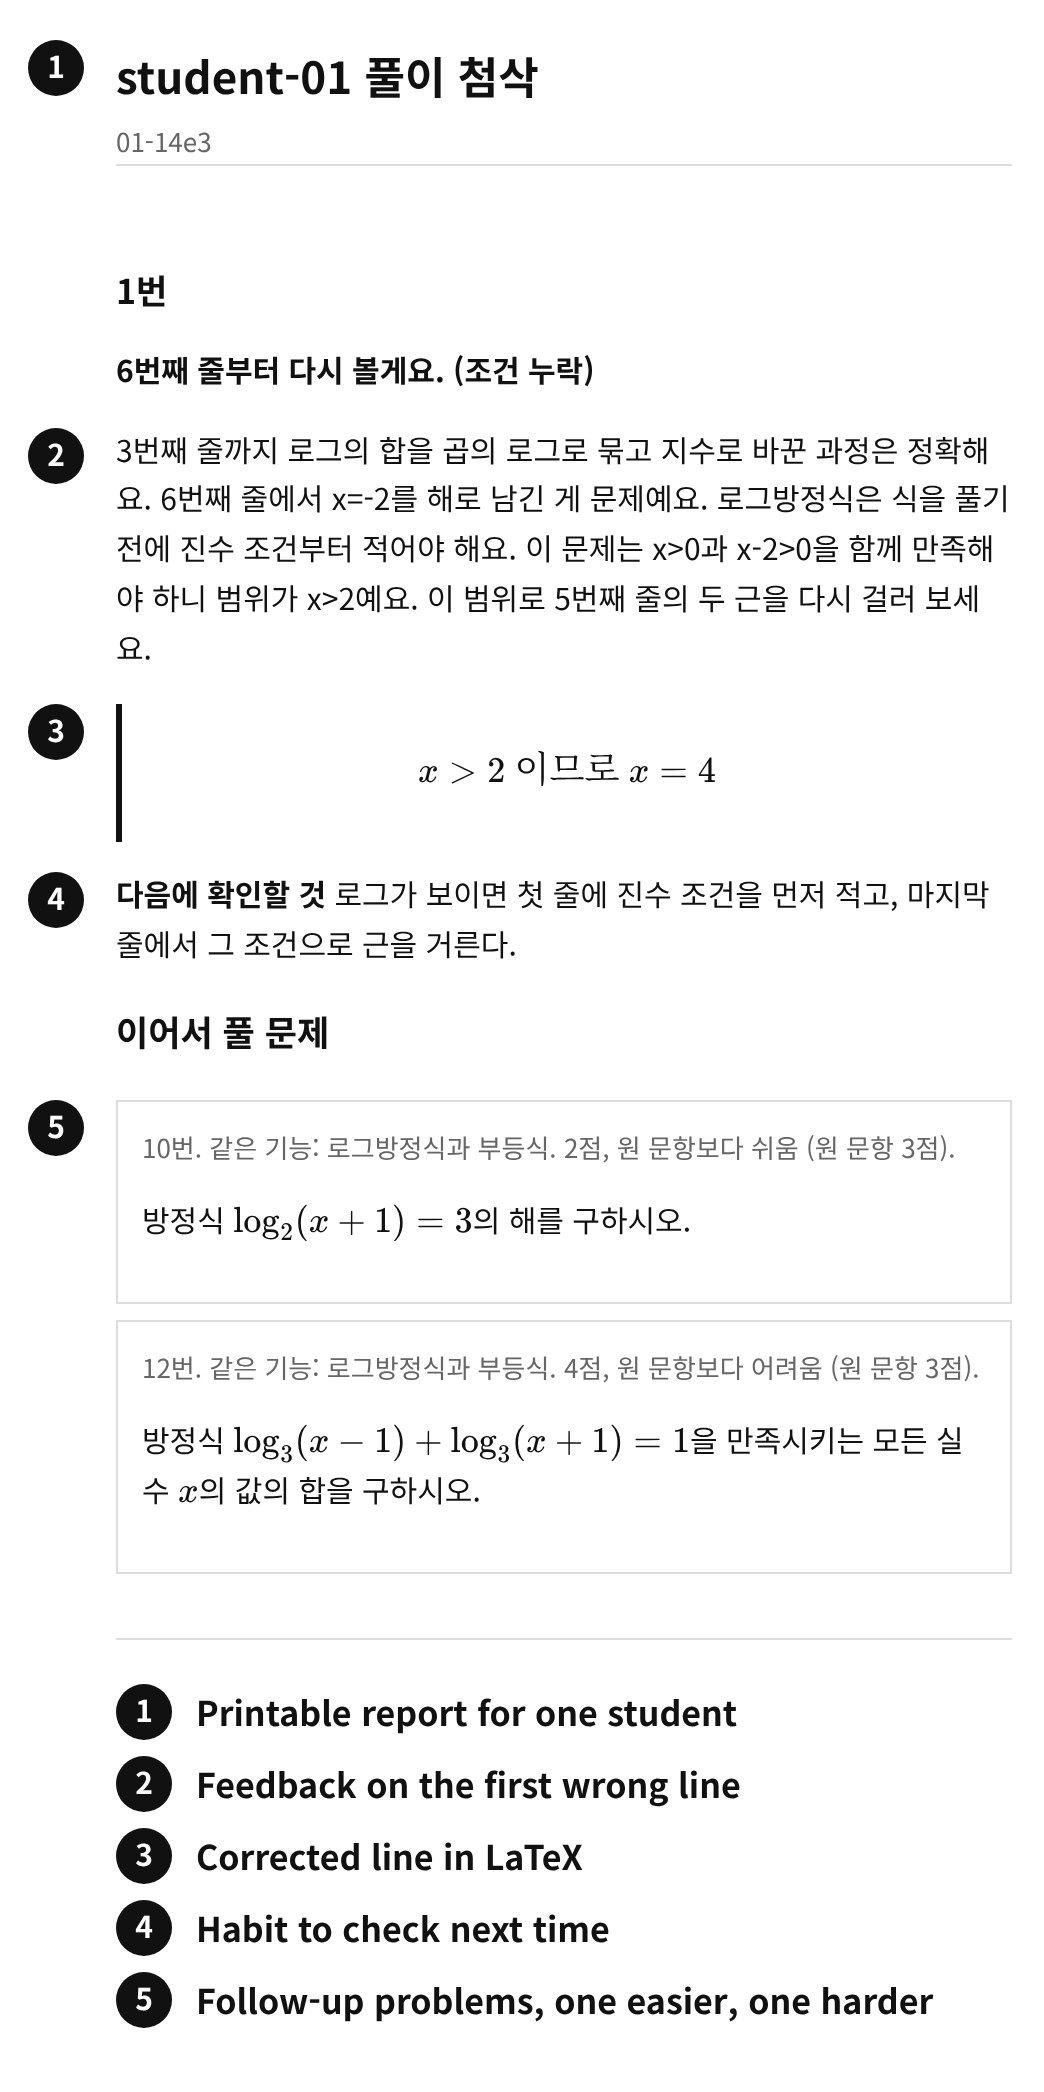 1 student-01 풀이 첨삭
01-14e3
1번
6번째 줄부터 다시 볼게요. (조건 누락)
2 3번째 줄까지 로그의 합을 곱의 로그로 묶고 지수로 바꾼 과정은 정확해
요. 6번째 줄에서 x=-2를 해로 남긴 게 문제예요. 로그방정식은 식을 풀기
전에 진수 조건부터 적어야 해요. 이 문제는 x>0과 x-2>0을 함께 만족해
야 하니 범위가 x>2예요. 이 범위로 5번째 줄의 두 근을 다시 걸러 보세
요.
3 x > 2 이므로 x = 4
4 다음에 확인할 것 로그가 보이면 첫 줄에 진수 조건을 먼저 적고, 마지막
줄에서 그 조건으로 근을 거른다.
이어서 풀 문제
5 10번. 같은 기능: 로그방정식과 부등식. 2점, 원 문항보다 쉬움 (원 문항 3점).
방정식 log₂(x + 1) = 3의 해를 구하시오.
12번. 같은 기능: 로그방정식과 부등식. 4점, 원 문항보다 어려움 (원 문항 3점).
방정식 log₃(x − 1) + log₃(x + 1) = 1을 만족시키는 모든 실
수 x의 값의 합을 구하시오.
1 Printable report for one student
2 Feedback on the first wrong line
3 Corrected line in LaTeX
4 Habit to check next time
5 Follow-up problems, one easier, one harder